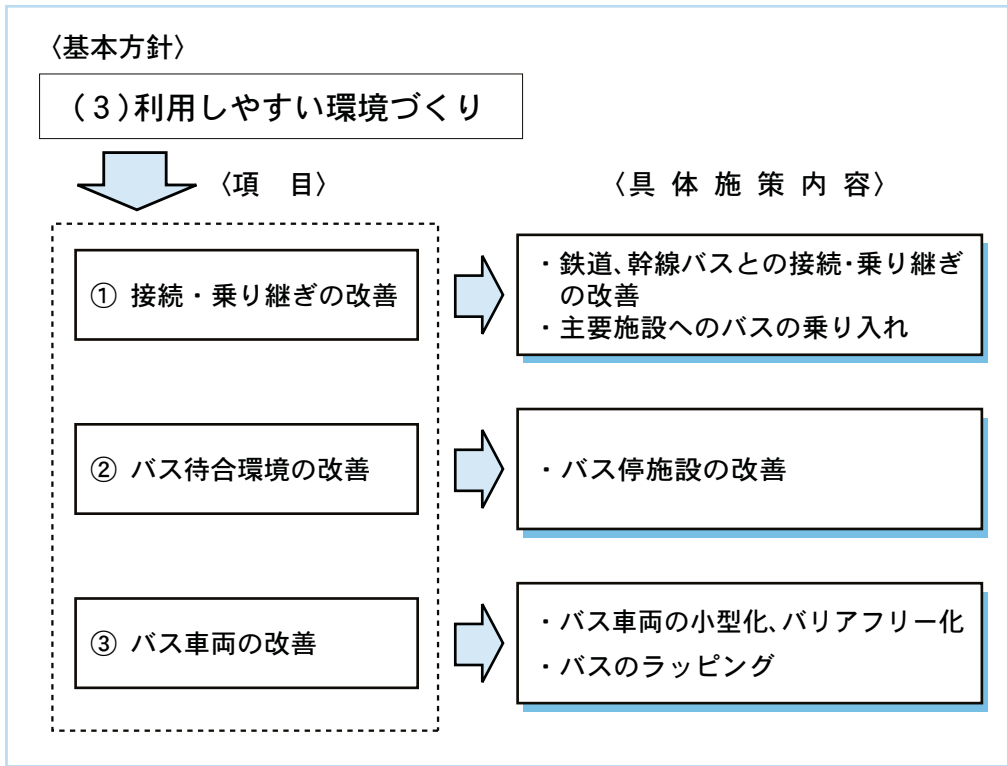 〈基本方針〉
(３)利用しやすい環境づくり
〈項　目〉
〈具 体 施 策 内 容〉
① 接続・乗り継ぎの改善
・鉄道、幹線バスとの接続・乗り継ぎ
の改善
・主要施設へのバスの乗り入れ
② バス待合環境の改善
・バス停施設の改善
③ バス車両の改善
・バス車両の小型化、バリアフリー化
・バスのラッピング